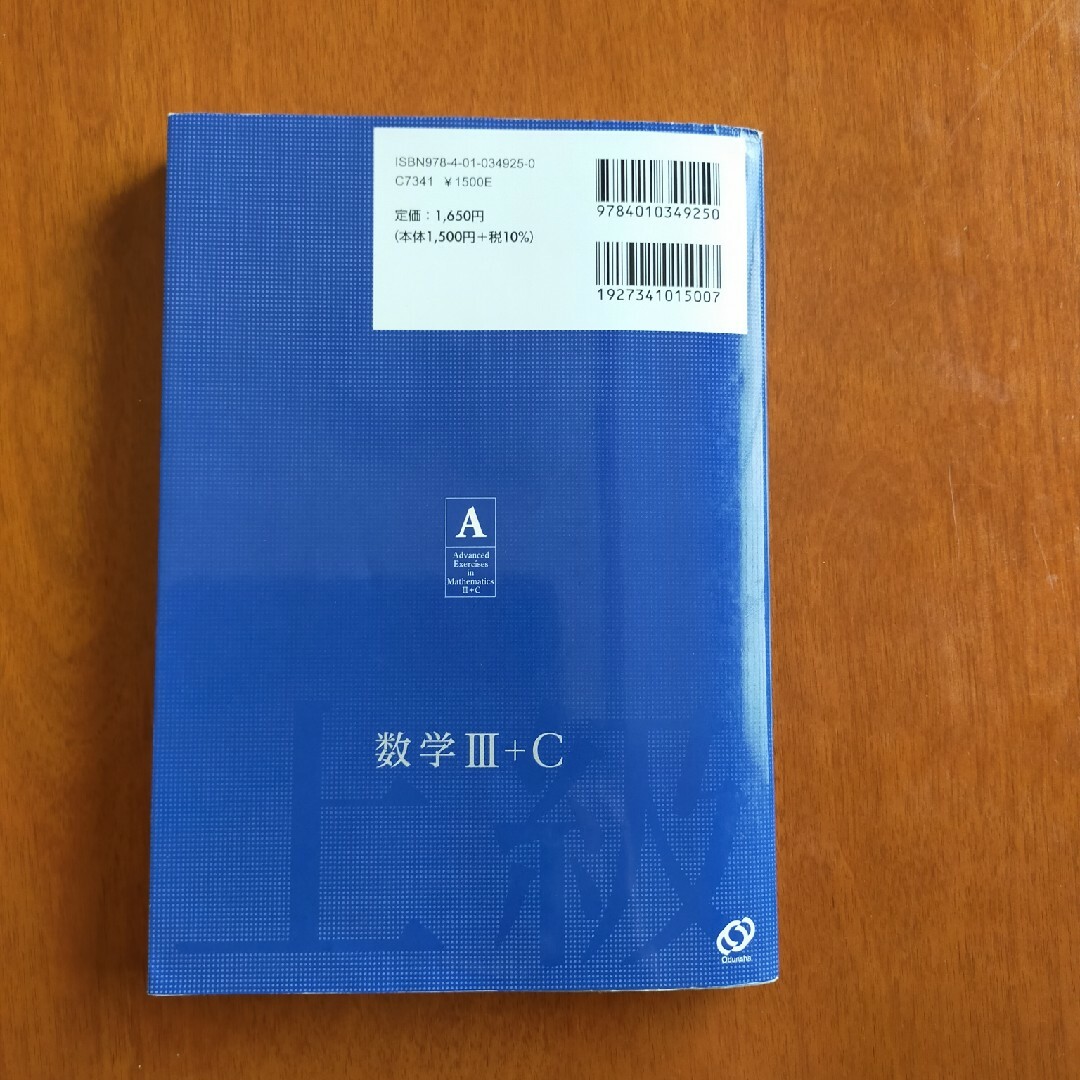 ISBN978-4-01-034925-0
C7341 ¥1500E
定価:1,650円
(本体1,500円+税10%)
9784010349250
1927341015007
A
Advanced
Exercises
in
Mathematics
Ⅲ+C
数学Ⅲ+C
上級
Obunsha